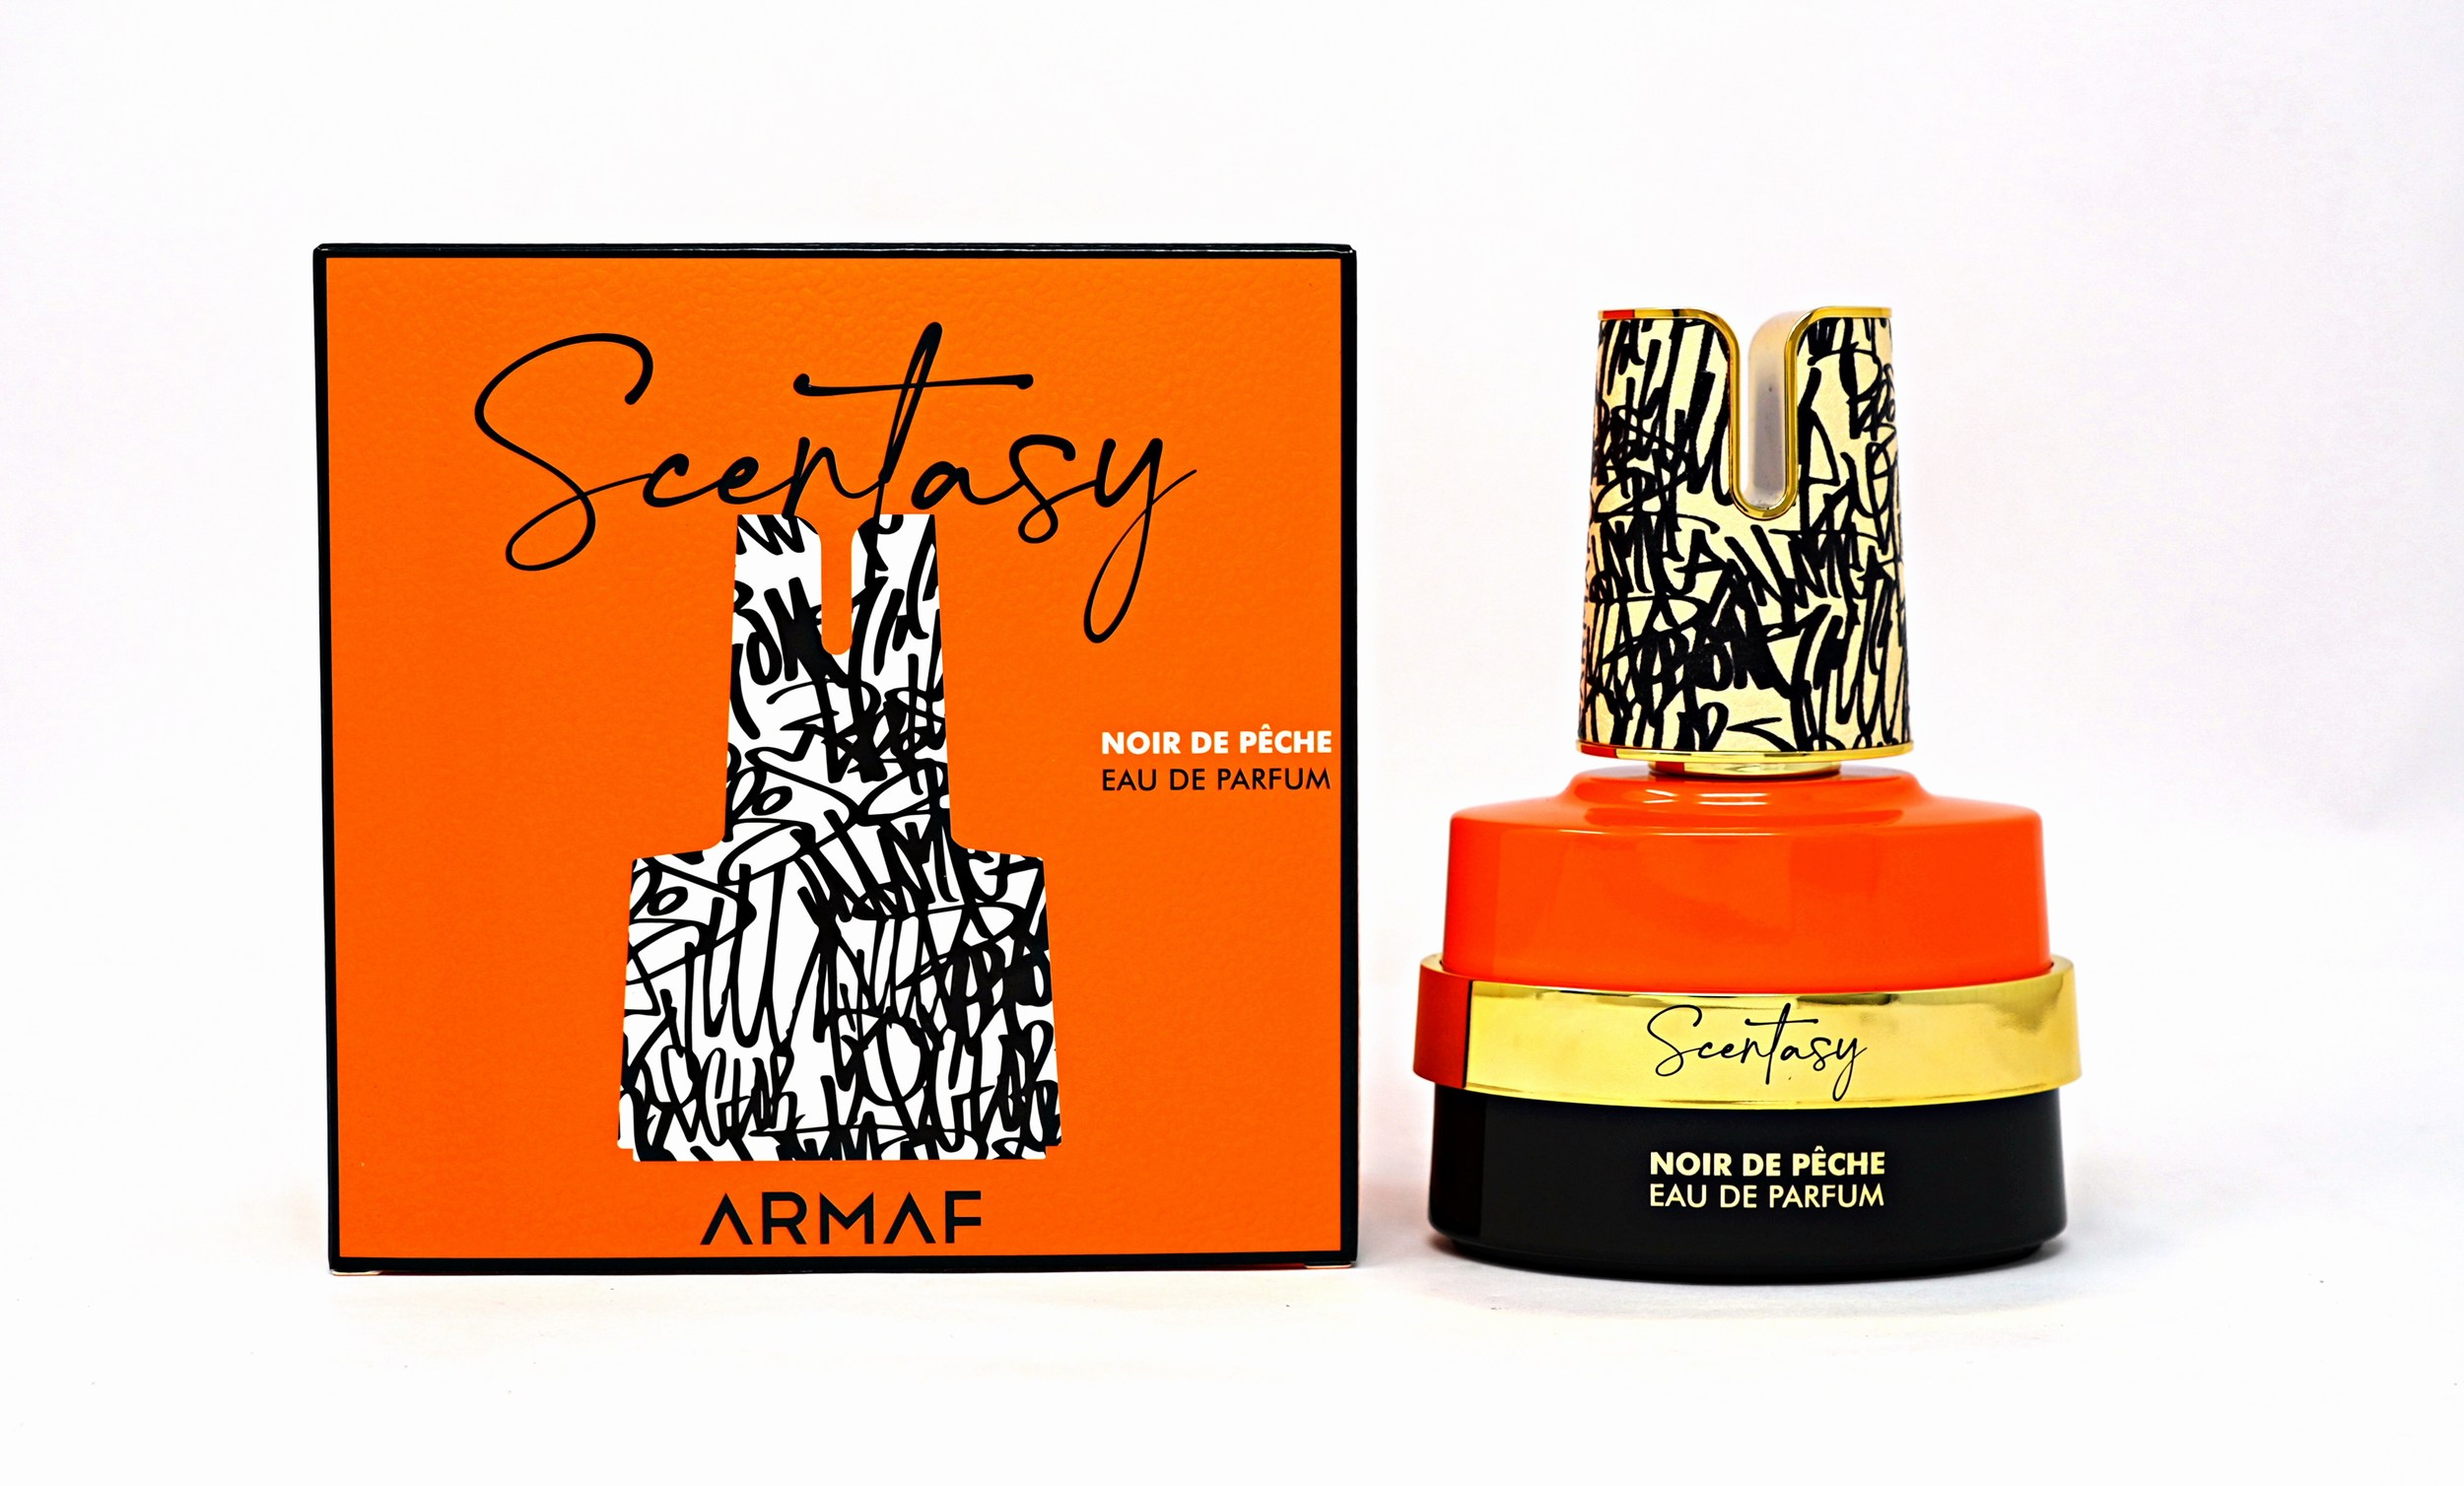 Scentasy
NOIR DE PÊCHE
EAU DE PARFUM
ARMAF
Scentasy
NOIR DE PÊCHE
EAU DE PARFUM